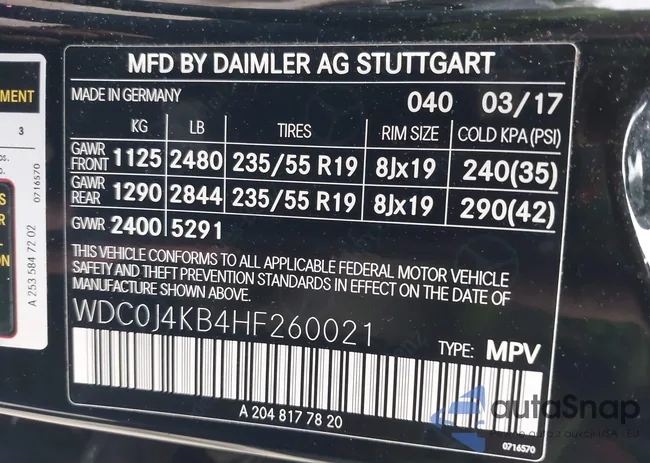 MFD BY DAIMLER AG STUTTGART
MADE IN GERMANY 040 03/17
KG LB TIRES RIM SIZE COLD KPA (PSI)
GAWR FRONT 1125 2480 235/55 R19 8Jx19 240(35)
GAWR REAR 1290 2844 235/55 R19 8Jx19 290(42)
GVWR 2400 5291
THIS VEHICLE CONFORMS TO ALL APPLICABLE FEDERAL MOTOR VEHICLE
SAFETY AND THEFT PREVENTION STANDARDS IN EFFECT ON THE DATE OF
MANUFACTURE SHOWN ABOVE.
WDC0J4KB4HF260021
TYPE: MPV
A 204 817 78 20
0716570
MENT
3
os.
0716570
A 253 584 72 02
S
R
ON
autaSnap